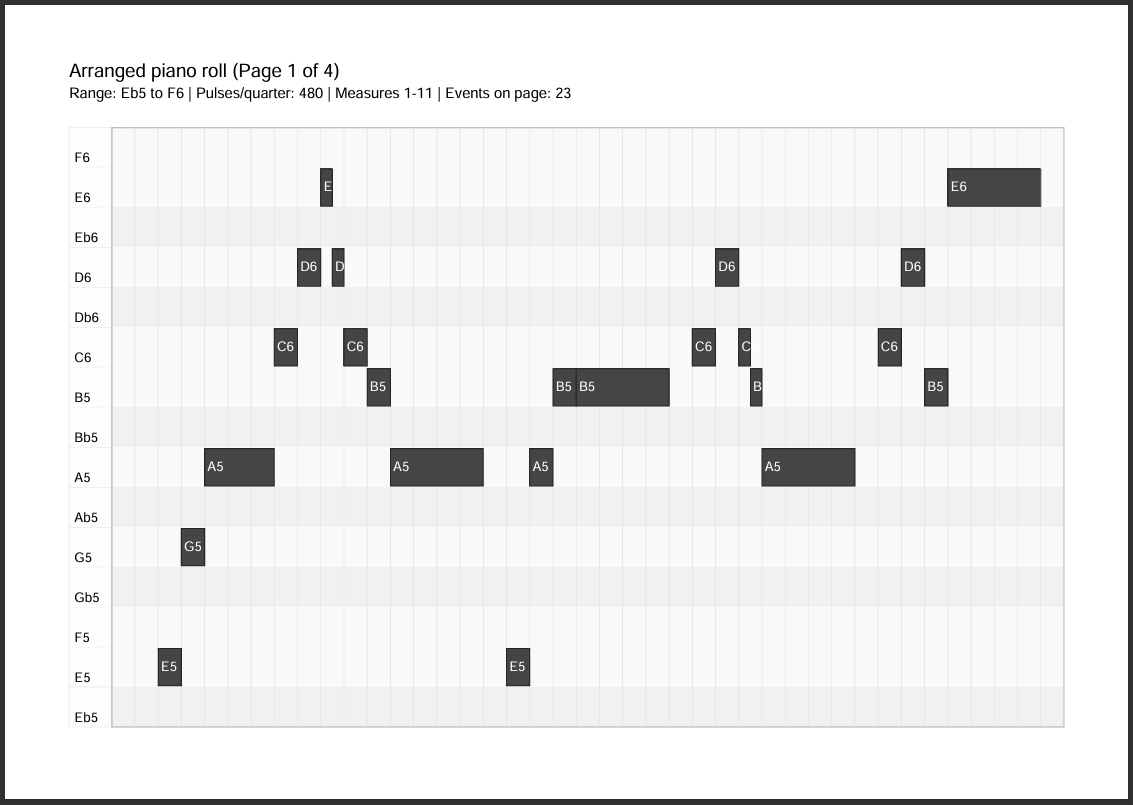 Arranged piano roll (Page 1 of 4)
Range: Eb5 to F6 | Pulses/quarter: 480 | Measures 1-11 | Events on page: 23
F6
E6
E
E6
Eb6
D6
D
D6
D6
D6
Db6
C6
C6
C6
C
C6
C6
B5
B5
B5
B
B5
B5
Bb5
A5
A5
A5
A5
A5
Ab5
G5
G5
Gb5
F5
E5
E5
E5
Eb5